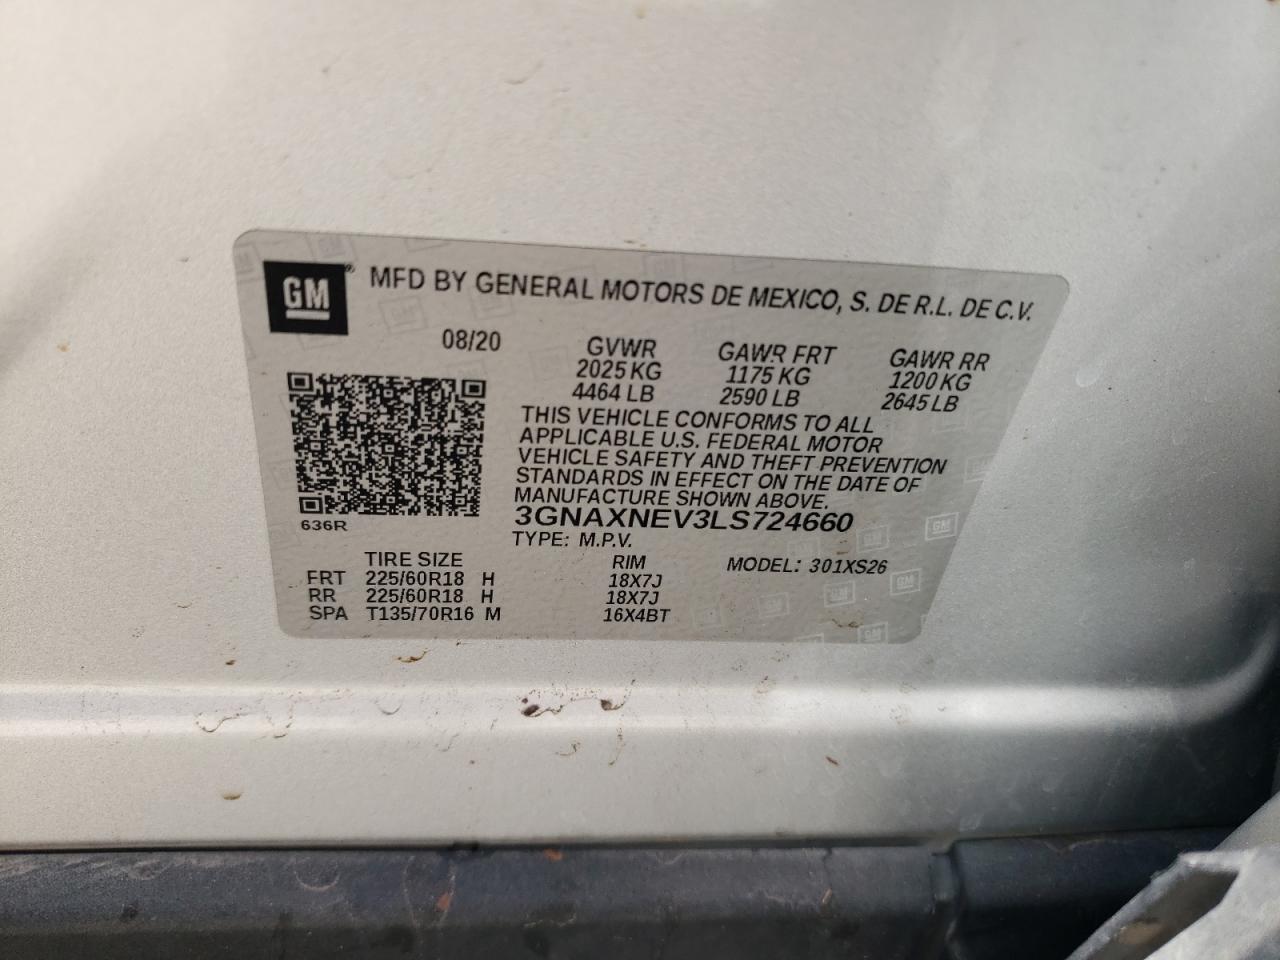 GM
MFD BY GENERAL MOTORS DE MEXICO, S. DE R.L. DE C.V.
08/20
GVWR GAWR FRT GAWR RR
2025 KG 1175 KG 1200 KG
4464 LB 2590 LB 2645 LB
THIS VEHICLE CONFORMS TO ALL
APPLICABLE U.S. FEDERAL MOTOR
VEHICLE SAFETY AND THEFT PREVENTION
STANDARDS IN EFFECT ON THE DATE OF
MANUFACTURE SHOWN ABOVE.
3GNAXNEV3LS724660
636R
TYPE: M.P.V.
TIRE SIZE RIM MODEL: 301XS26
FRT 225/60R18 H 18X7J
RR 225/60R18 H 18X7J
SPA T135/70R16 M 16X4BT